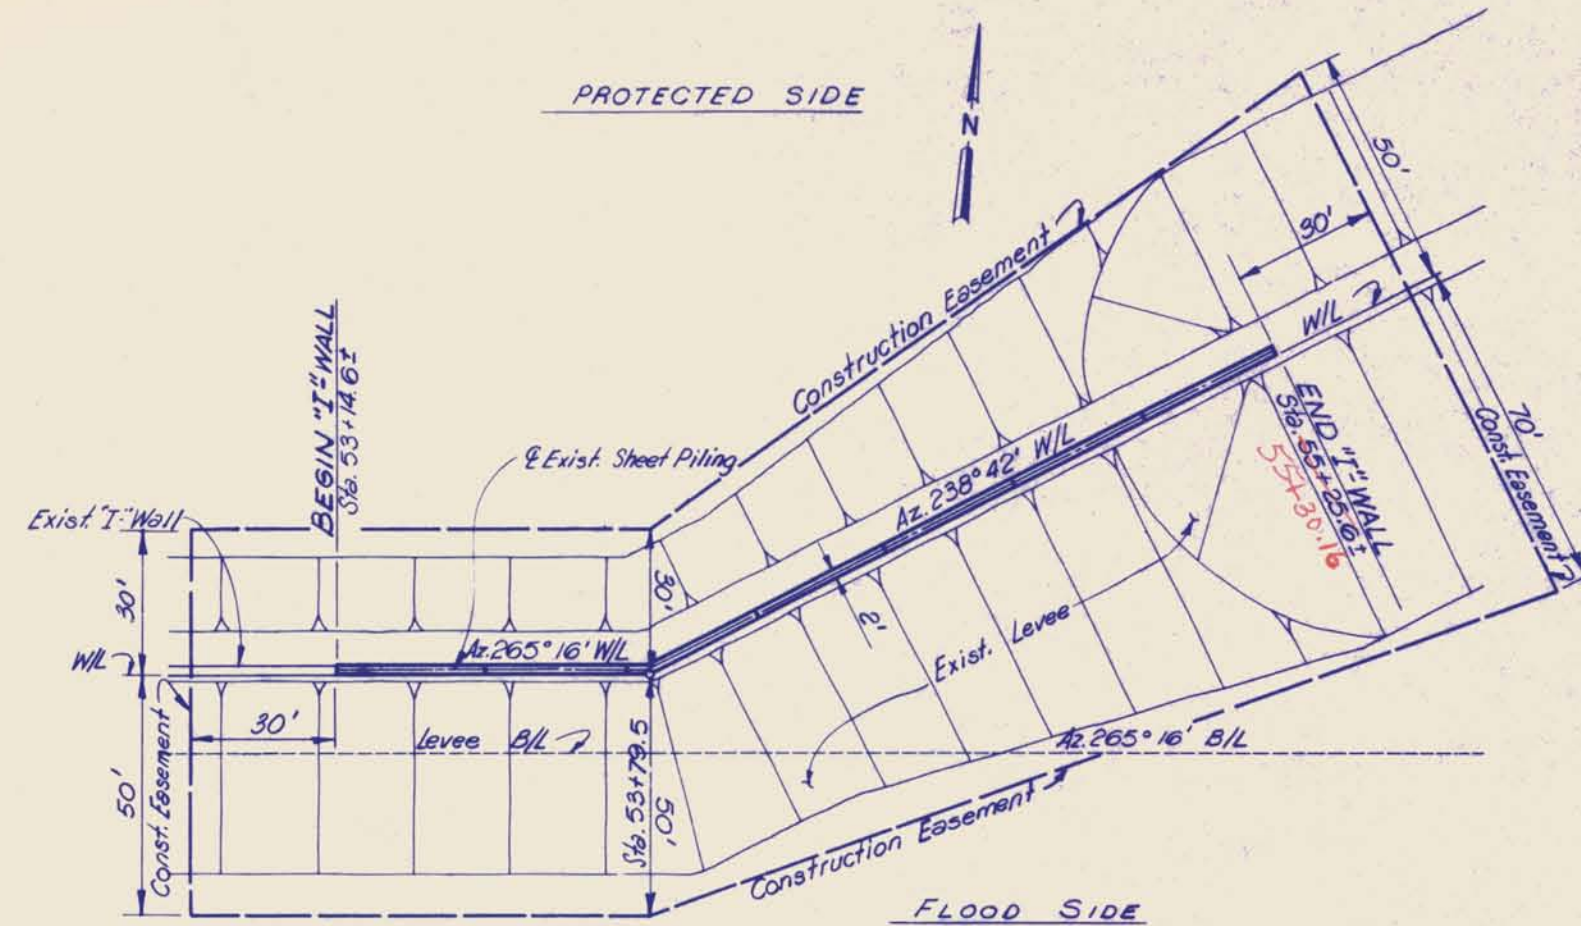 PROTECTED SIDE
N
50'
30'
Construction Easement
W/L
BEGIN "I"-WALL
Sta. 53+14.6±
℄ Exist. Sheet Piling
Az. 238°42' W/L
END "I"-WALL
Sta. 55+25.6±
55+30.16
70'
Const. Easement
Exist. "I"-Wall
30'
30'
2'
W/L
Az. 265°16' W/L
Exist. Levee
30'
Levee B/L
Az. 265°16' B/L
50'
Const. Easement
Sta. 53+79.5
50'
Construction Easement
FLOOD SIDE